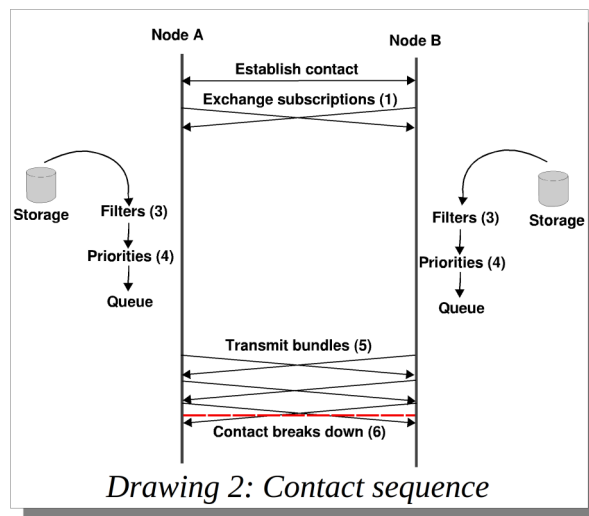 Node A
Node B
Establish contact
Exchange subscriptions (1)
Storage
Filters (3)
Priorities (4)
Queue
Filters (3)
Storage
Priorities (4)
Queue
Transmit bundles (5)
Contact breaks down (6)
Drawing 2: Contact sequence